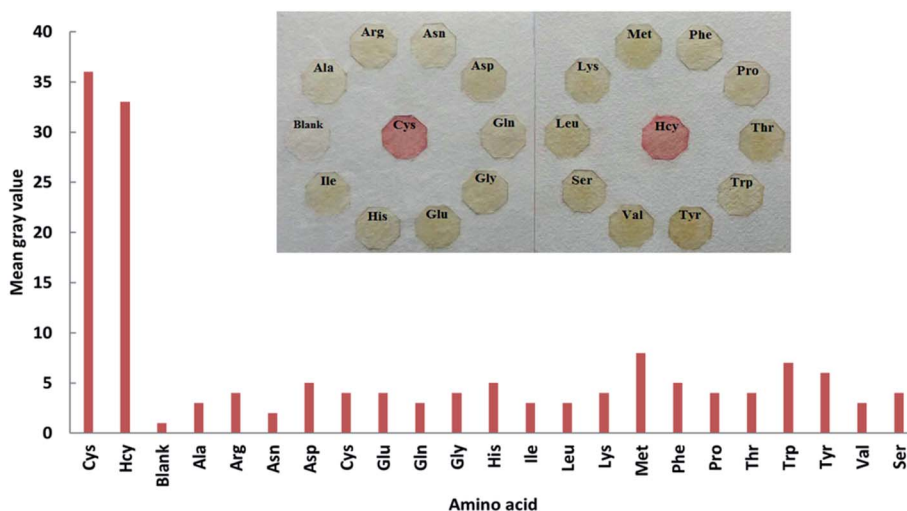 40
35
30
25
20
15
10
5
0
Mean gray value
Arg
Asn
Ala
Asp
Blank
Cys
Gln
Ile
Gly
His
Glu
Met
Phe
Lys
Pro
Leu
Hcy
Thr
Ser
Trp
Val
Tyr
Cys
Hcy
Blank
Ala
Arg
Asn
Asp
Cys
Glu
Gln
Gly
His
Ile
Leu
Lys
Met
Phe
Pro
Thr
Trp
Tyr
Val
Ser
Amino acid